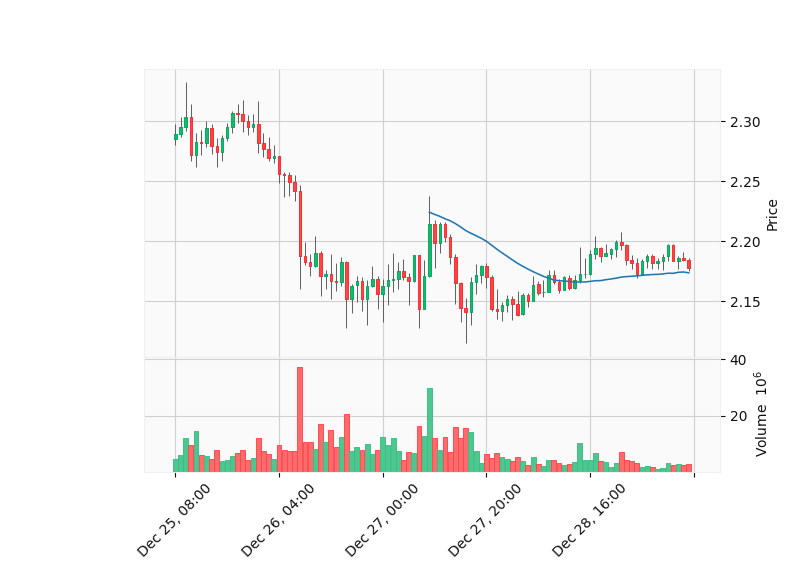 2.30
2.25
2.20
2.15
Price
40
20
Volume 10^6
Dec 25, 08:00
Dec 26, 04:00
Dec 27, 00:00
Dec 27, 20:00
Dec 28, 16:00